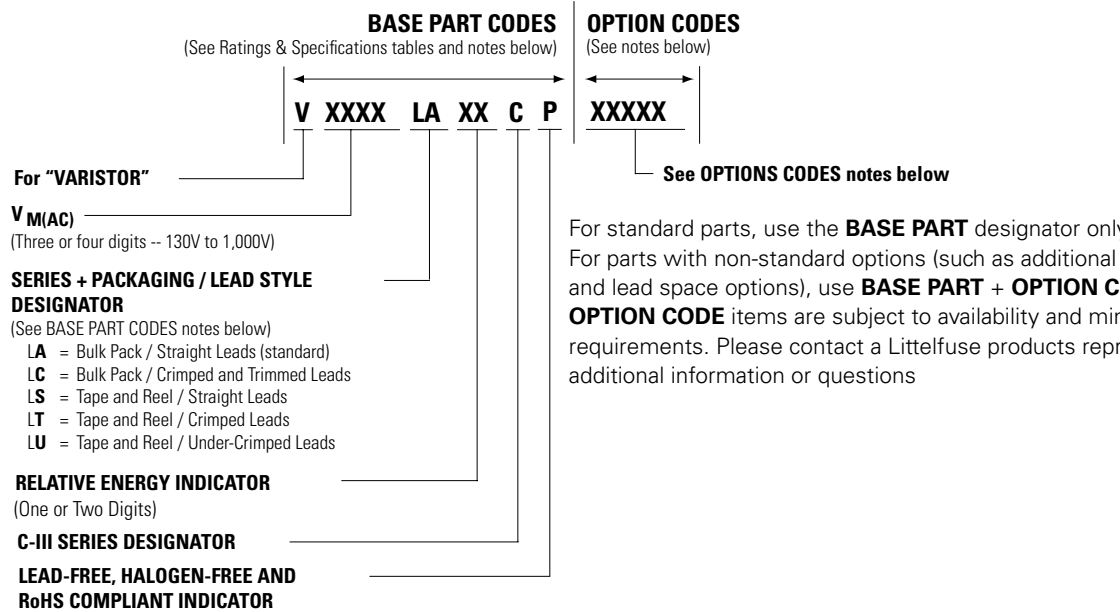 BASE PART CODES
(See Ratings & Specifications tables and notes below)
OPTION CODES
(See notes below)
V XXXX LA XX C P XXXXX
For “VARISTOR”
See OPTIONS CODES notes below
V M(AC)
(Three or four digits -- 130V to 1,000V)
SERIES + PACKAGING / LEAD STYLE
DESIGNATOR
(See BASE PART CODES notes below)
LA = Bulk Pack / Straight Leads (standard)
LC = Bulk Pack / Crimped and Trimmed Leads
LS = Tape and Reel / Straight Leads
LT = Tape and Reel / Crimped Leads
LU = Tape and Reel / Under-Crimped Leads
RELATIVE ENERGY INDICATOR
(One or Two Digits)
C-III SERIES DESIGNATOR
LEAD-FREE, HALOGEN-FREE AND
RoHS COMPLIANT INDICATOR
For standard parts, use the BASE PART designator only
For parts with non-standard options (such as additional
and lead space options), use BASE PART + OPTION
OPTION CODE items are subject to availability and
requirements. Please contact a Littelfuse products
additional information or questions